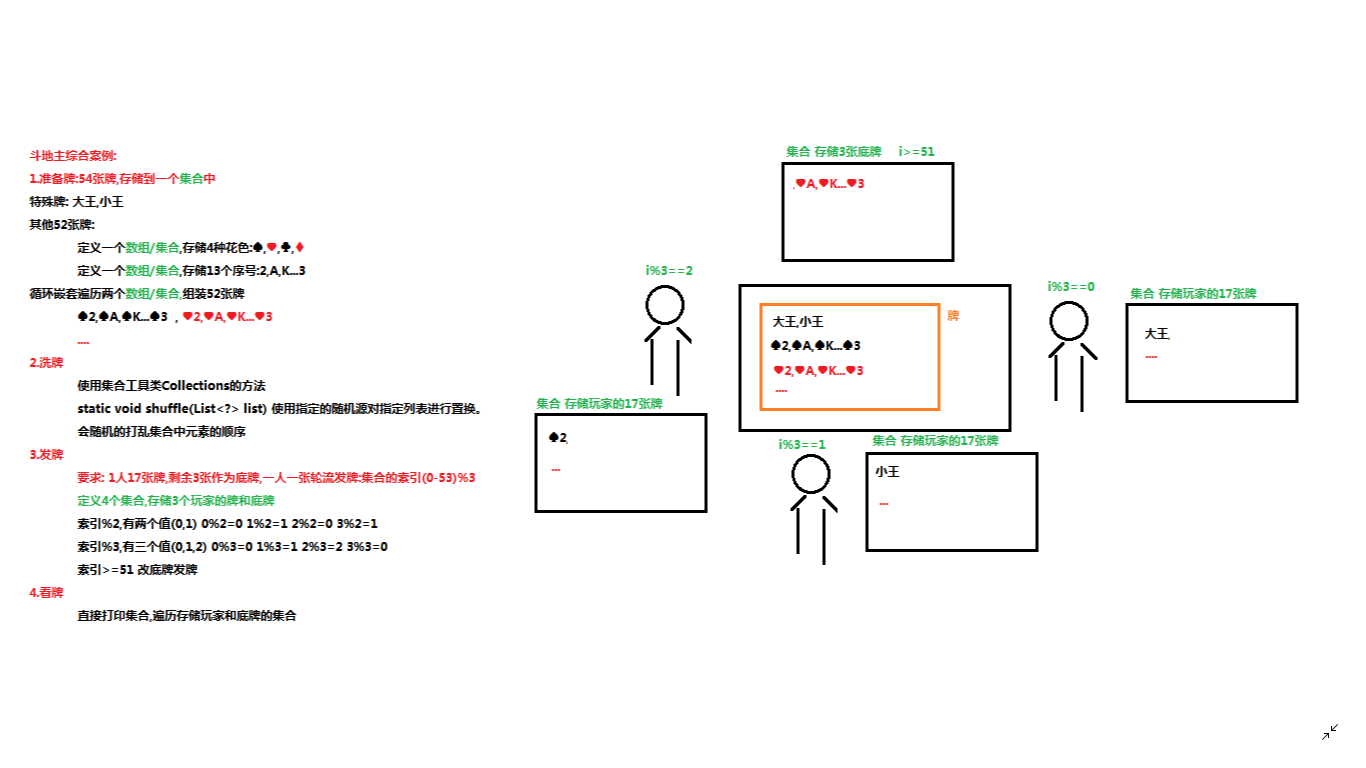 斗地主综合案例:
1.准备牌:54张牌,存储到一个集合中
特殊牌: 大王,小王
其他52张牌:
定义一个数组/集合,存储4种花色:♠,♥,♣,♦
定义一个数组/集合,存储13个序号:2,A,K...3
循环嵌套遍历两个数组/集合,组装52张牌
♠2,♠A,♠K...♠3 , ♥2,♥A,♥K...♥3
....
2.洗牌
使用集合工具类Collections的方法
static void shuffle(List<?> list) 使用指定的随机源对指定列表进行置换。
会随机的打乱集合中元素的顺序
3.发牌
要求: 1人17张牌,剩余3张作为底牌,一人一张轮流发牌:集合的索引(0-53)%3
定义4个集合,存储3个玩家的牌和底牌
索引%2,有两个值(0,1) 0%2=0 1%2=1 2%2=0 3%2=1
索引%3,有三个值(0,1,2) 0%3=0 1%3=1 2%3=2 3%3=0
索引>=51 改底牌发牌
4.看牌
直接打印集合,遍历存储玩家和底牌的集合
集合 存储3张底牌 i>=51
,♥A,♥K...♥3
i%3==2
集合 存储玩家的17张牌
♠2,
...
大王,小王
♠2,♠A,♠K...♠3
♥2,♥A,♥K...♥3
....
牌
i%3==1
集合 存储玩家的17张牌
小王
...
i%3==0
集合 存储玩家的17张牌
大王,
....